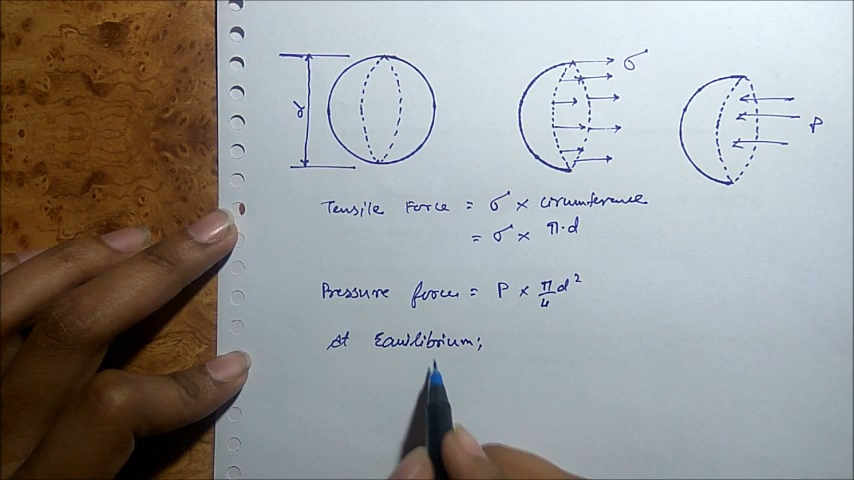 d
σ
P
Tensile Force = σ × circumference
= σ × π·d
Pressure force = P × π/4 d²
At Equilibrium;